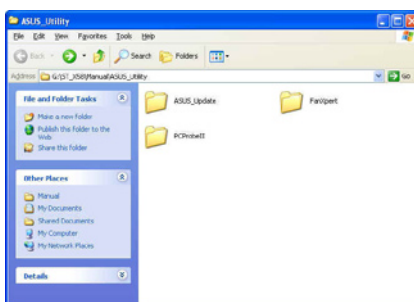 ASUS_Utility
File Edit View Favorites Tools Help
Back Search Folders
Address G:\ST_X58\Manual\ASUS_Utility Go
File and Folder Tasks
Make a new folder
Publish this folder to the Web
Share this folder
Other Places
Manual
My Documents
Shared Documents
My Computer
My Network Places
Details
ASUS_Update
FanXpert
PCProbeII